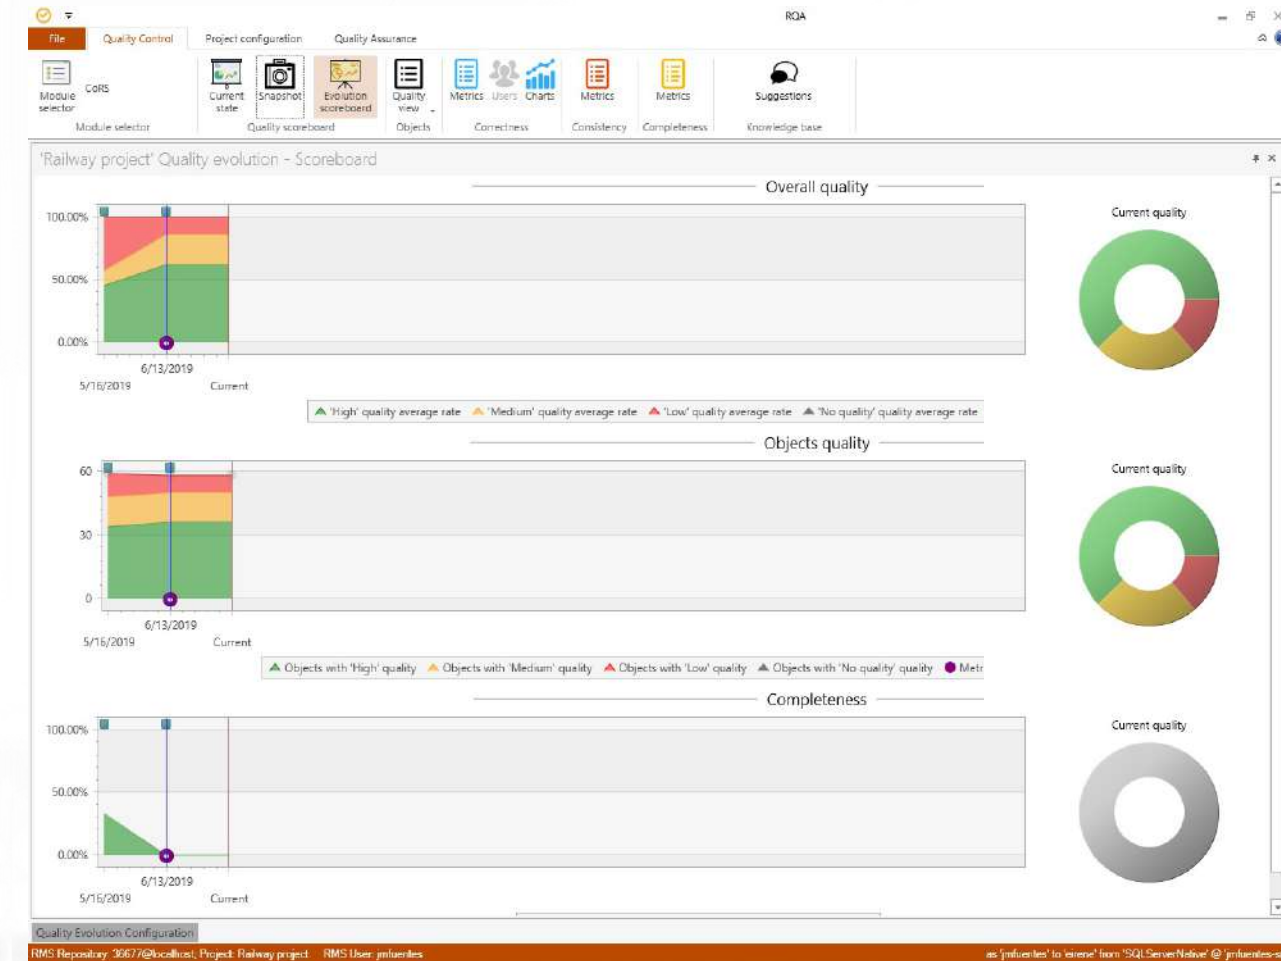 RQA
File Quality Control Project configuration Quality Assurance
Module selector CoRS Current state Snapshot Evolution scoreboard Quality view Metrics Users Charts Metrics Metrics Suggestions
Module selector Quality scoreboard Objects Correctness Consistency Completeness Knowledge base
'Railway project' Quality evolution - Scoreboard
Overall quality
100.00%
50.00%
0.00%
6/13/2019
5/16/2019 Current
Current quality
'High' quality average rate 'Medium' quality average rate 'Low' quality average rate 'No quality' quality average rate
Objects quality
60
30
0
6/13/2019
5/16/2019 Current
Current quality
Objects with 'High' quality Objects with 'Medium' quality Objects with 'Low' quality Objects with 'No quality' quality Metr
Completeness
100.00%
50.00%
0.00%
6/13/2019
5/16/2019 Current
Current quality
Quality Evolution Configuration
RMS Repository: 36677@localhost, Project: Railway project RMS User: jmfuentes as 'jmfuentes' to 'eirene' from 'SQLServerNative' @ 'jmfuentes-s